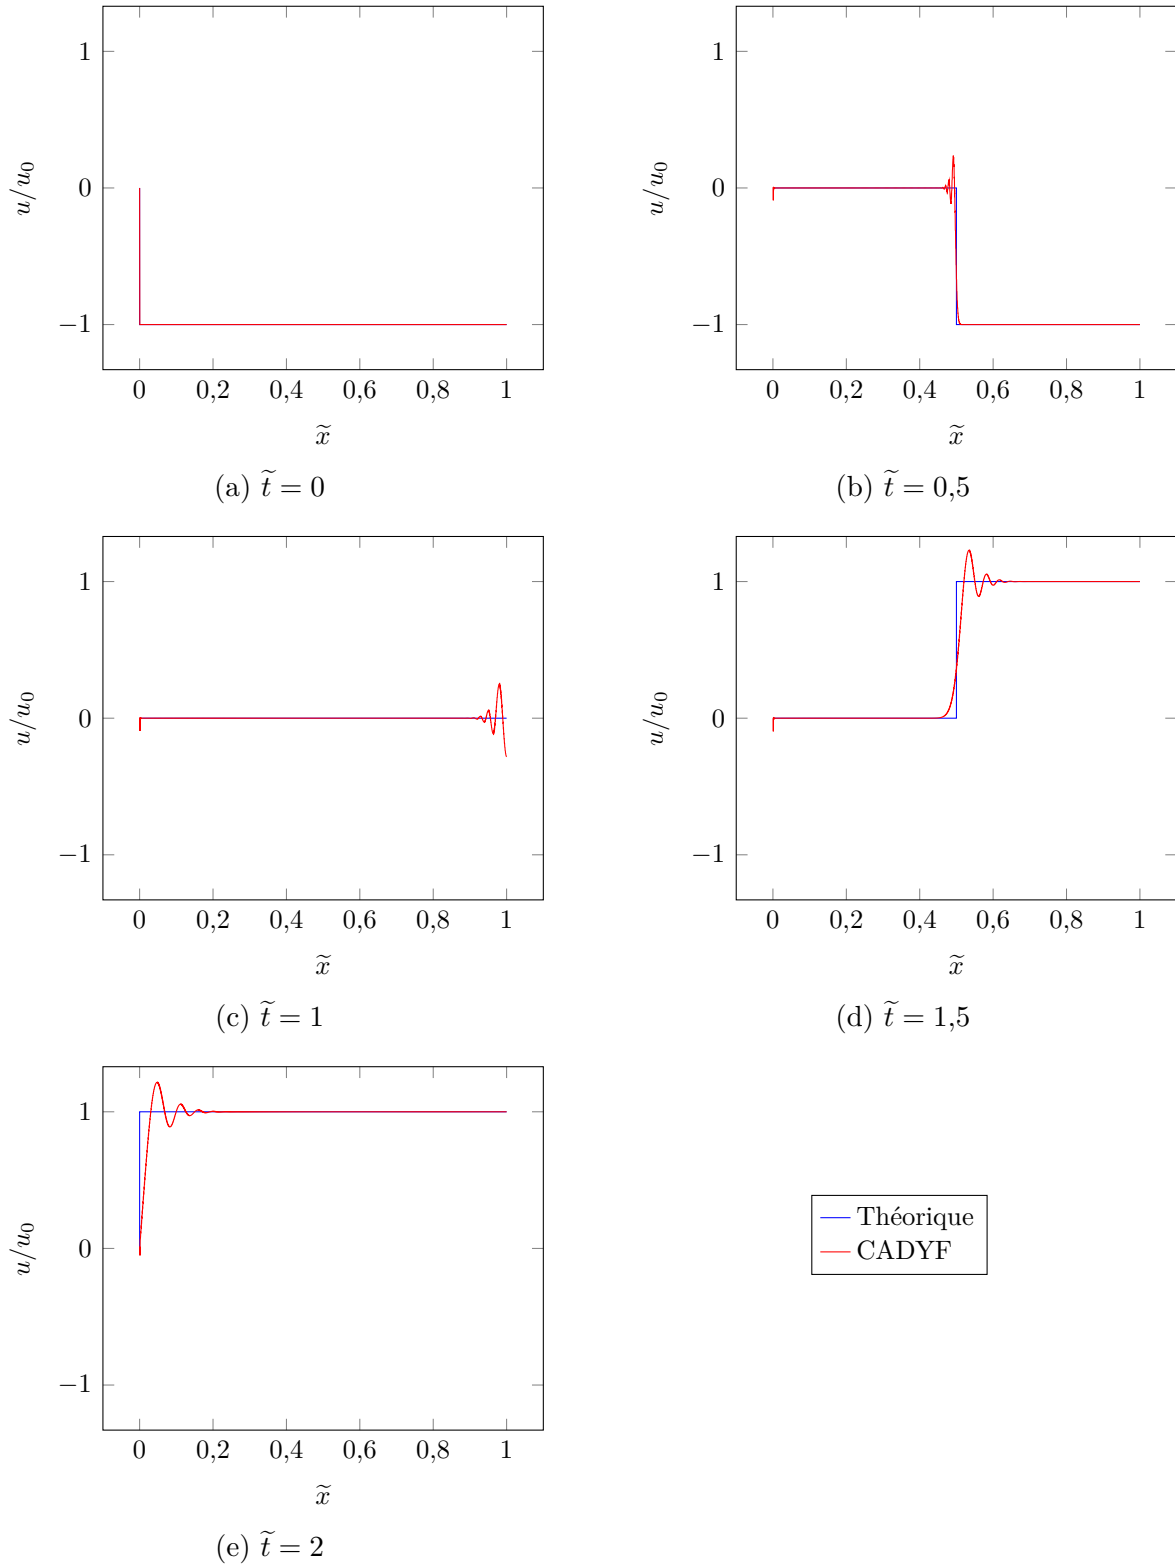 1
0
−1
u/u₀
0 0,2 0,4 0,6 0,8 1
x̃
(a) t̃ = 0
1
0
−1
u/u₀
0 0,2 0,4 0,6 0,8 1
x̃
(b) t̃ = 0,5
1
0
−1
u/u₀
0 0,2 0,4 0,6 0,8 1
x̃
(c) t̃ = 1
1
0
−1
u/u₀
0 0,2 0,4 0,6 0,8 1
x̃
(d) t̃ = 1,5
1
0
−1
u/u₀
0 0,2 0,4 0,6 0,8 1
x̃
(e) t̃ = 2
Théorique
CADYF